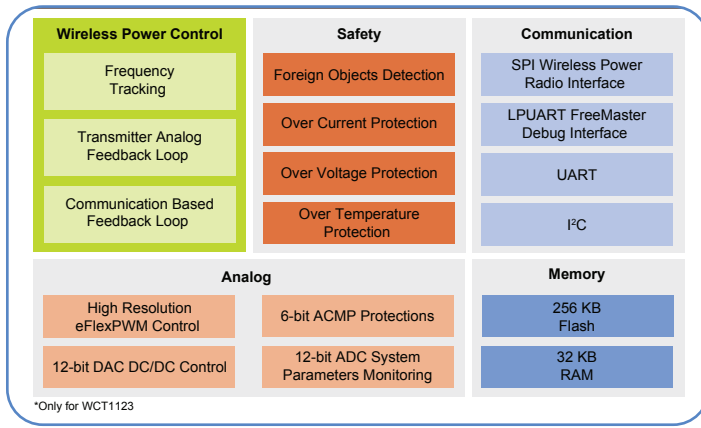 Wireless Power Control
Frequency
Tracking
Transmitter Analog
Feedback Loop
Communication Based
Feedback Loop
Safety
Foreign Objects Detection
Over Current Protection
Over Voltage Protection
Over Temperature
Protection
Communication
SPI Wireless Power
Radio Interface
LPUART FreeMaster
Debug Interface
UART
I²C
Analog
High Resolution
eFlexPWM Control
6-bit ACMP Protections
12-bit DAC DC/DC Control
12-bit ADC System
Parameters Monitoring
Memory
256 KB
Flash
32 KB
RAM
*Only for WCT1123